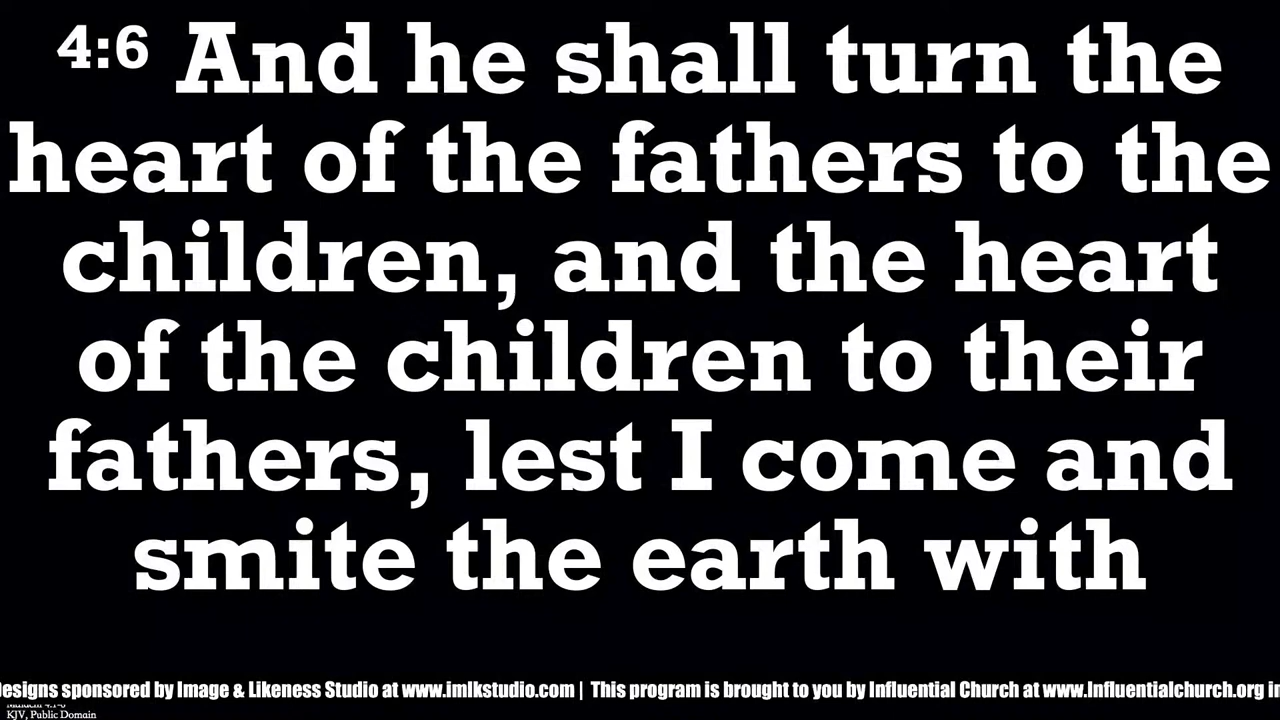 4:6 And he shall turn the
heart of the fathers to the
children, and the heart
of the children to their
fathers, lest I come and
smite the earth with
Designs sponsored by Image & Likeness Studio at www.imlkstudio.com | This program is brought to you by Influential Church at www.Influentialchurch.org in
KJV, Public Domain